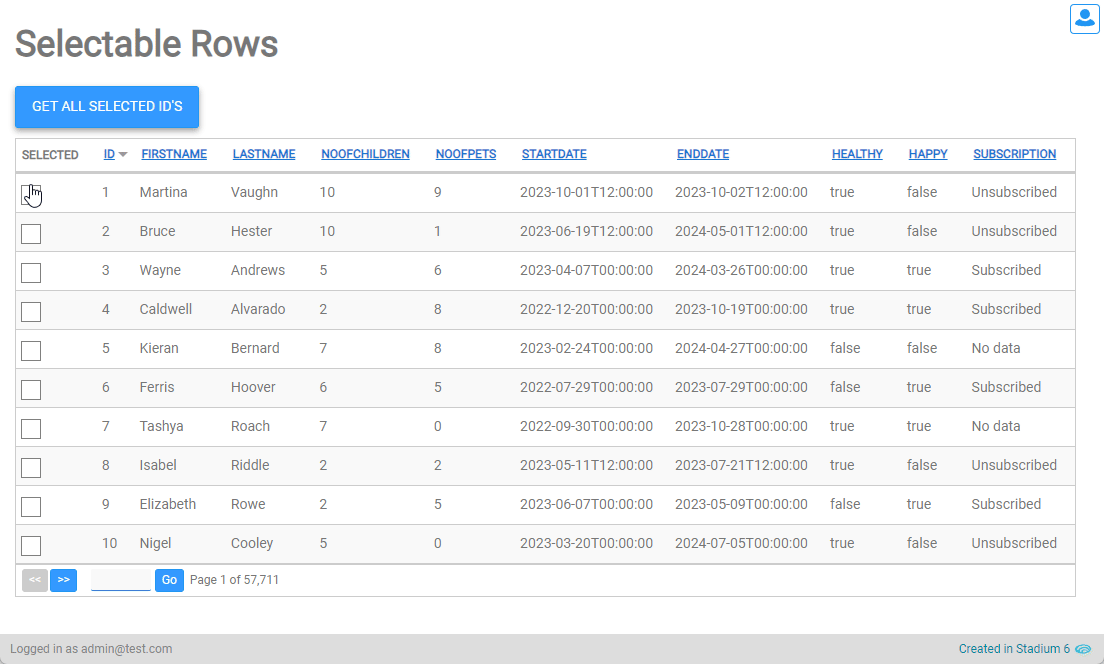 Selectable Rows
GET ALL SELECTED ID'S
SELECTED ID FIRSTNAME LASTNAME NOOFCHILDREN NOOFPETS STARTDATE ENDDATE HEALTHY HAPPY SUBSCRIPTION
1 Martina Vaughn 10 9 2023-10-01T12:00:00 2023-10-02T12:00:00 true false Unsubscribed
2 Bruce Hester 10 1 2023-06-19T12:00:00 2024-05-01T12:00:00 true false Unsubscribed
3 Wayne Andrews 5 6 2023-04-07T00:00:00 2024-03-26T00:00:00 true true Subscribed
4 Caldwell Alvarado 2 8 2022-12-20T00:00:00 2023-10-19T00:00:00 true true Subscribed
5 Kieran Bernard 7 8 2023-02-24T00:00:00 2024-04-27T00:00:00 false false No data
6 Ferris Hoover 6 5 2022-07-29T00:00:00 2023-07-29T00:00:00 false true Subscribed
7 Tashya Roach 7 0 2022-09-30T00:00:00 2023-10-28T00:00:00 true true No data
8 Isabel Riddle 2 2 2023-05-11T12:00:00 2023-07-21T12:00:00 true false Unsubscribed
9 Elizabeth Rowe 2 5 2023-06-07T00:00:00 2023-05-09T00:00:00 false true Subscribed
10 Nigel Cooley 5 0 2023-03-20T00:00:00 2024-07-05T00:00:00 true false Unsubscribed
<< >> Go Page 1 of 57,711
Logged in as admin@test.com Created in Stadium 6